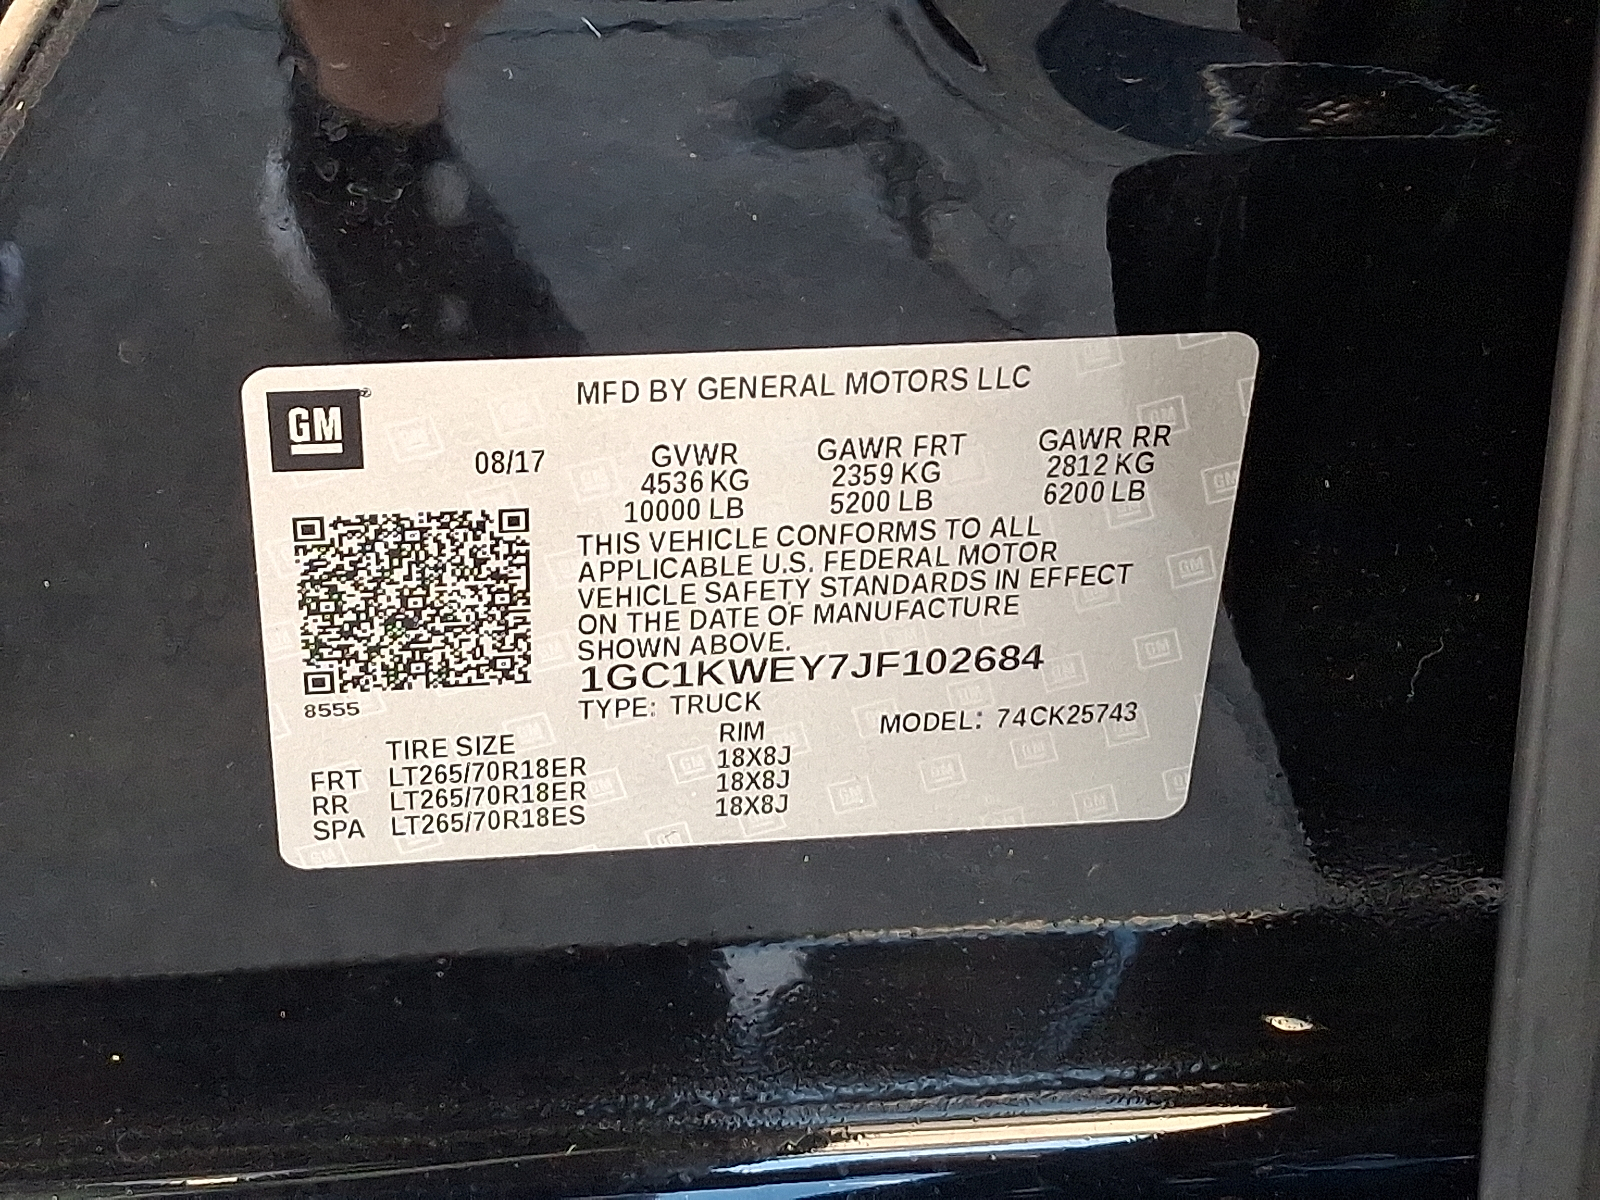 GM
MFD BY GENERAL MOTORS LLC
08/17
GVWR GAWR FRT GAWR RR
4536 KG 2359 KG 2812 KG
10000 LB 5200 LB 6200 LB
THIS VEHICLE CONFORMS TO ALL
APPLICABLE U.S. FEDERAL MOTOR
VEHICLE SAFETY STANDARDS IN EFFECT
ON THE DATE OF MANUFACTURE
SHOWN ABOVE.
1GC1KWEY7JF102684
8555
TYPE: TRUCK
MODEL: 74CK25743
TIRE SIZE RIM
FRT LT265/70R18ER 18X8J
RR LT265/70R18ER 18X8J
SPA LT265/70R18ES 18X8J